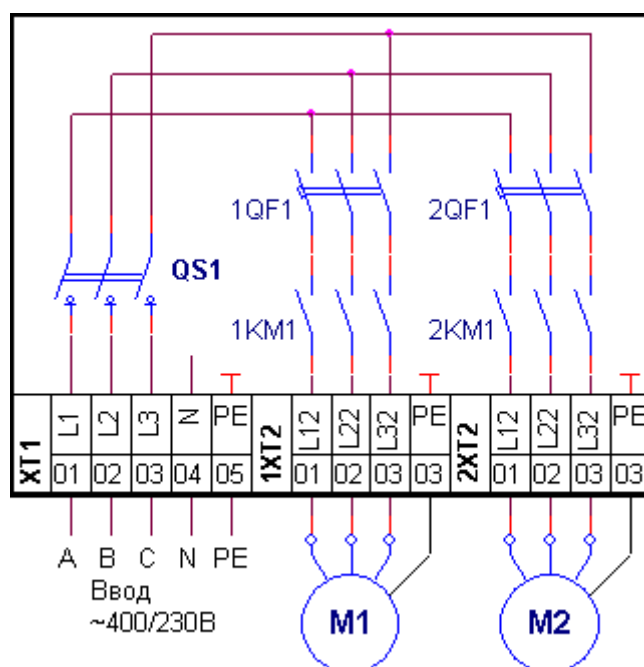 1QF1 2QF1
QS1
1KM1 2KM1
XT1 L1 L2 L3 N PE 1XT2 L12 L22 L32 PE 2XT2 L12 L22 L32 PE
01 02 03 04 05 01 02 03 03 01 02 03 03
A B C N PE
Ввод
~400/230В
M1 M2